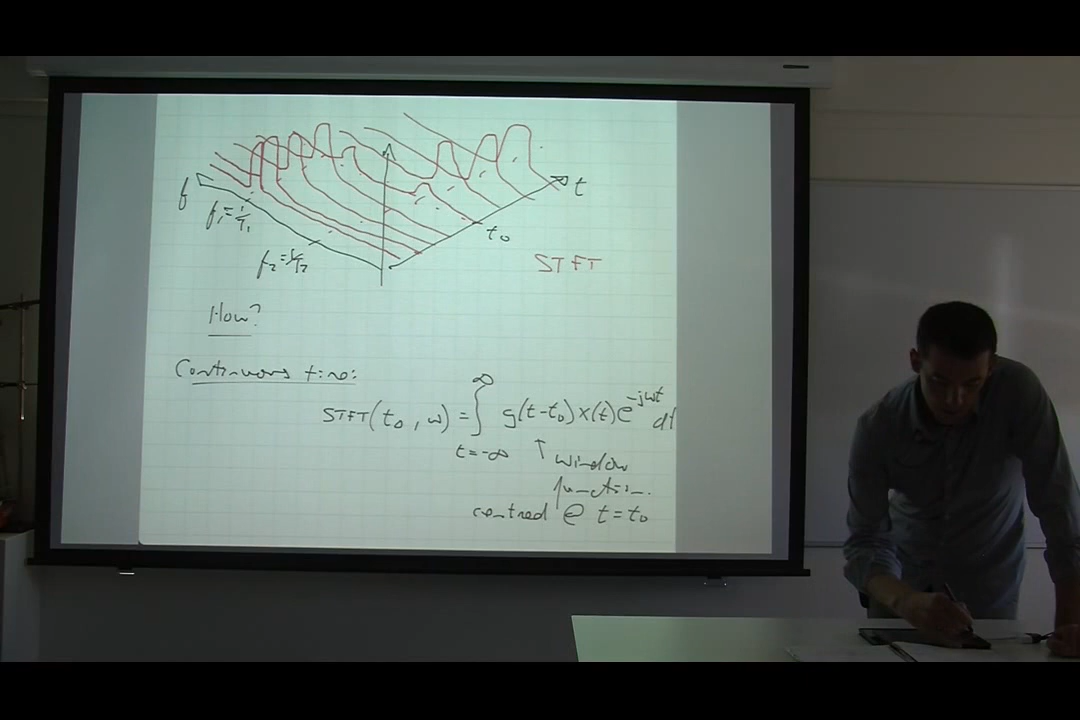 f
t
f₁=1/T₁
t₀
f₂=1/T₂
STFT
How?
Continuous time:
STFT(t₀, ω) = ∫_{t=-∞}^{∞} g(t-t₀)x(t)e^{-jωt} dt
↑ window
function.
centred @ t=t₀